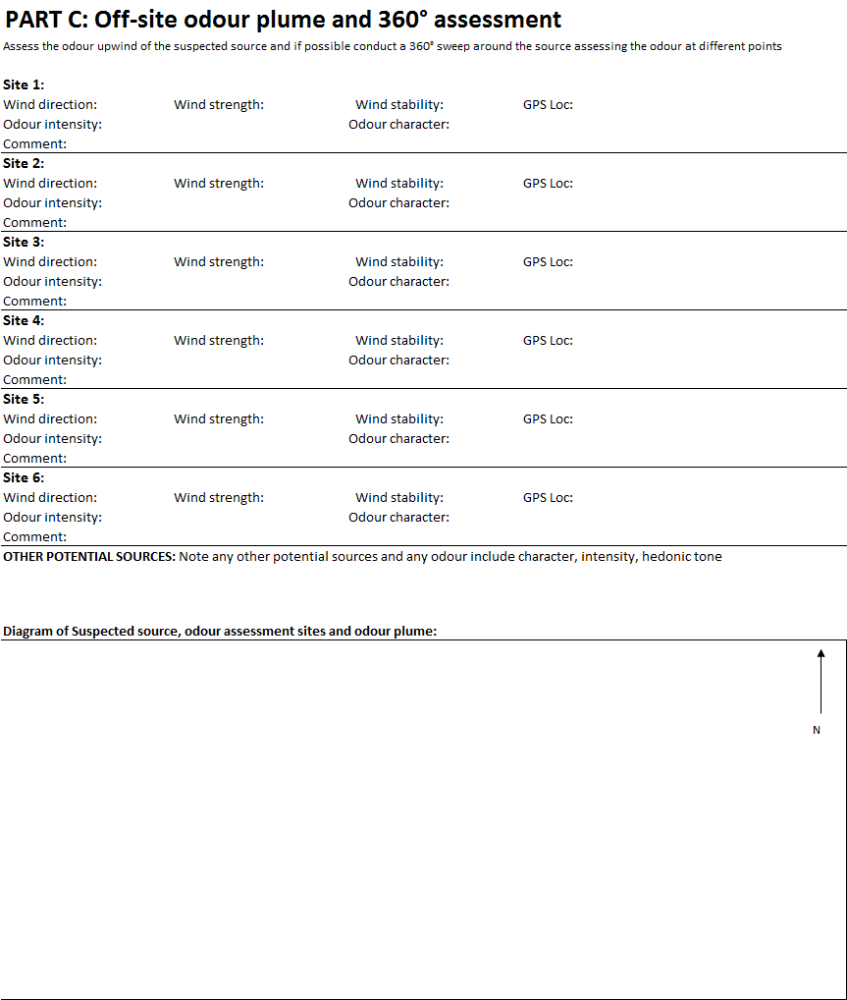 PART C: Off-site odour plume and 360° assessment
Assess the odour upwind of the suspected source and if possible conduct a 360° sweep around the source assessing the odour at different points
Site 1:
Wind direction: Wind strength: Wind stability: GPS Loc:
Odour intensity: Odour character:
Comment:
Site 2:
Wind direction: Wind strength: Wind stability: GPS Loc:
Odour intensity: Odour character:
Comment:
Site 3:
Wind direction: Wind strength: Wind stability: GPS Loc:
Odour intensity: Odour character:
Comment:
Site 4:
Wind direction: Wind strength: Wind stability: GPS Loc:
Odour intensity: Odour character:
Comment:
Site 5:
Wind direction: Wind strength: Wind stability: GPS Loc:
Odour intensity: Odour character:
Comment:
Site 6:
Wind direction: Wind strength: Wind stability: GPS Loc:
Odour intensity: Odour character:
Comment:
OTHER POTENTIAL SOURCES: Note any other potential sources and any odour include character, intensity, hedonic tone
Diagram of Suspected source, odour assessment sites and odour plume:
N